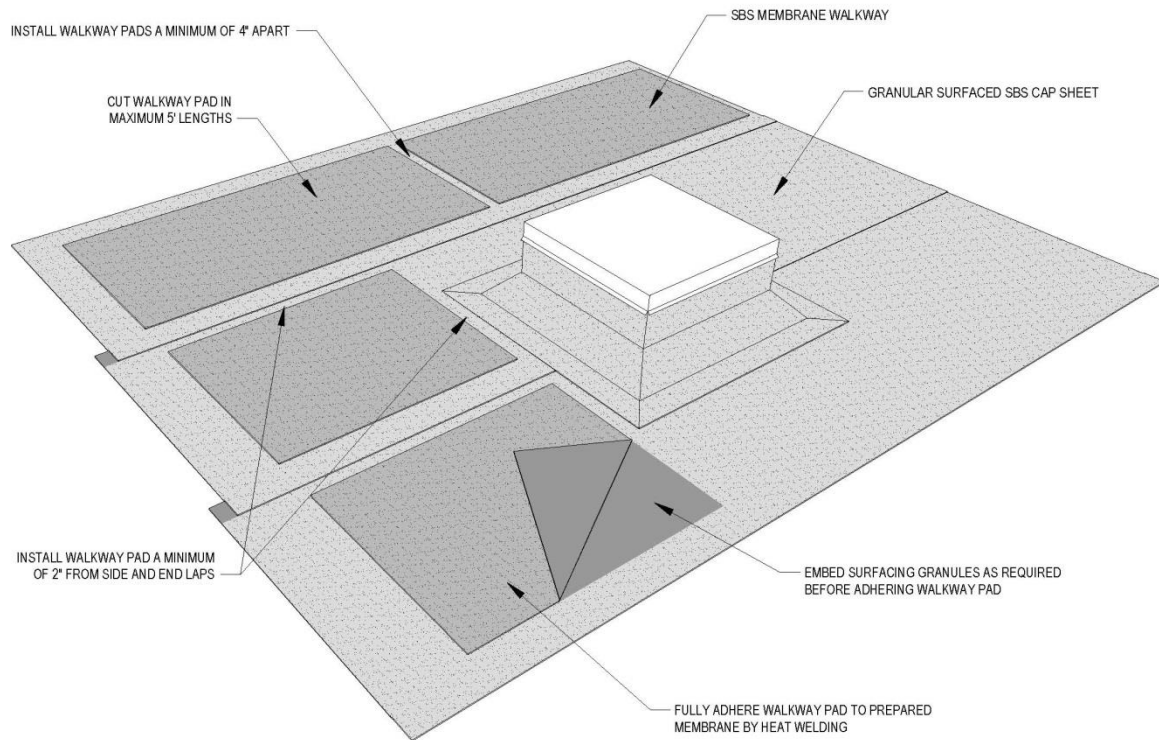 SBS MEMBRANE WALKWAY
INSTALL WALKWAY PADS A MINIMUM OF 4" APART
GRANULAR SURFACED SBS CAP SHEET
CUT WALKWAY PAD IN
MAXIMUM 5' LENGTHS
INSTALL WALKWAY PAD A MINIMUM
OF 2" FROM SIDE AND END LAPS
EMBED SURFACING GRANULES AS REQUIRED
BEFORE ADHERING WALKWAY PAD
FULLY ADHERE WALKWAY PAD TO PREPARED
MEMBRANE BY HEAT WELDING